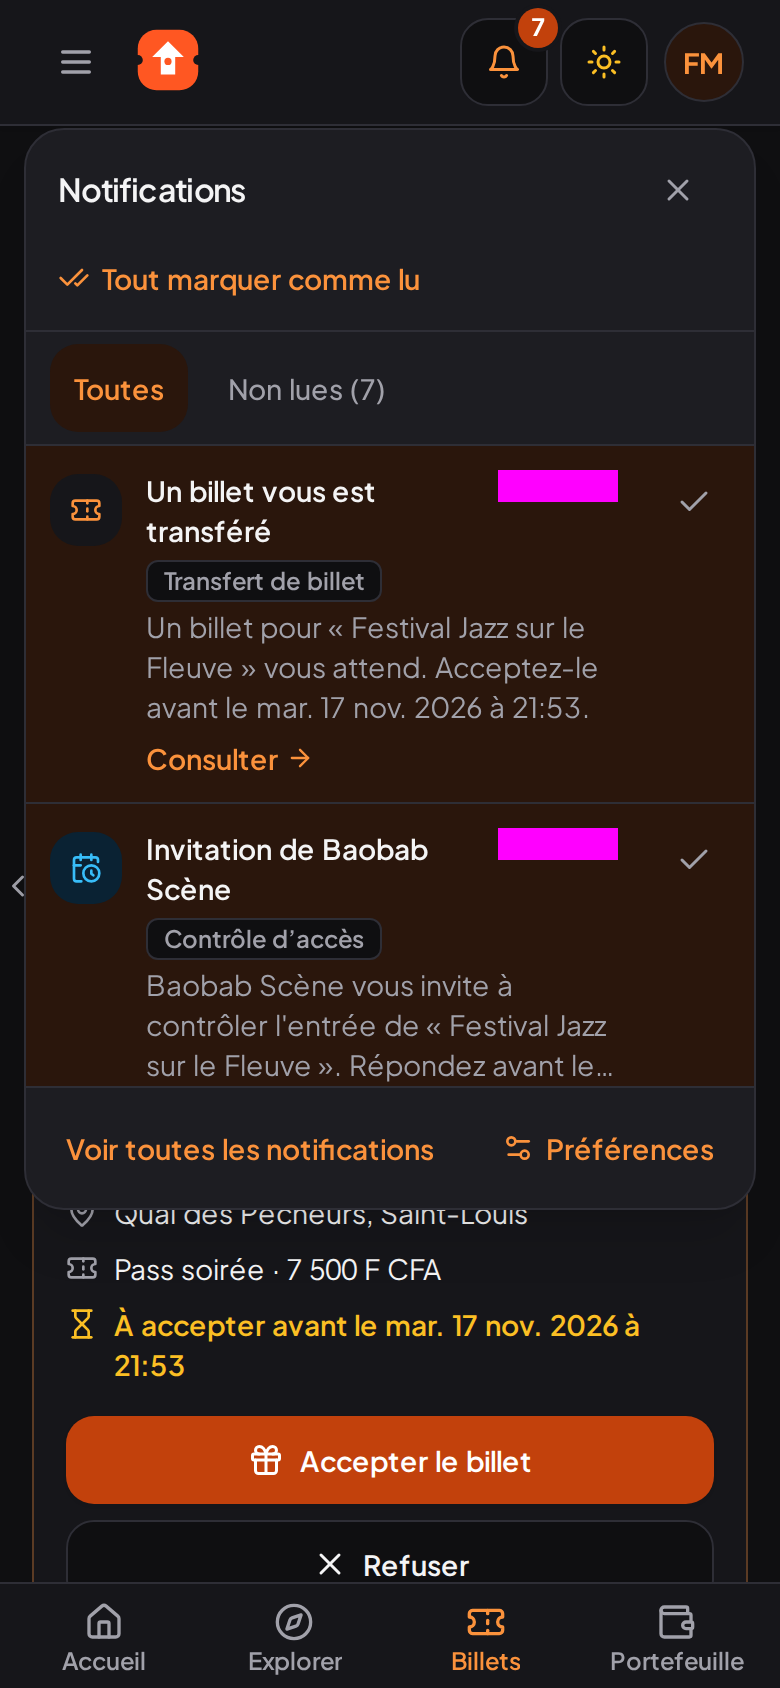 7
FM
Notifications
Tout marquer comme lu
Toutes
Non lues (7)
Un billet vous est
transféré
Transfert de billet
Un billet pour « Festival Jazz sur le
Fleuve » vous attend. Acceptez-le
avant le mar. 17 nov. 2026 à 21:53.
Consulter →
Invitation de Baobab
Scène
Contrôle d’accès
Baobab Scène vous invite à
contrôler l'entrée de « Festival Jazz
sur le Fleuve ». Répondez avant le…
Voir toutes les notifications
Préférences
Quai des Pêcheurs, Saint-Louis
Pass soirée · 7 500 F CFA
À accepter avant le mar. 17 nov. 2026 à
21:53
Accepter le billet
Refuser
Accueil
Explorer
Billets
Portefeuille